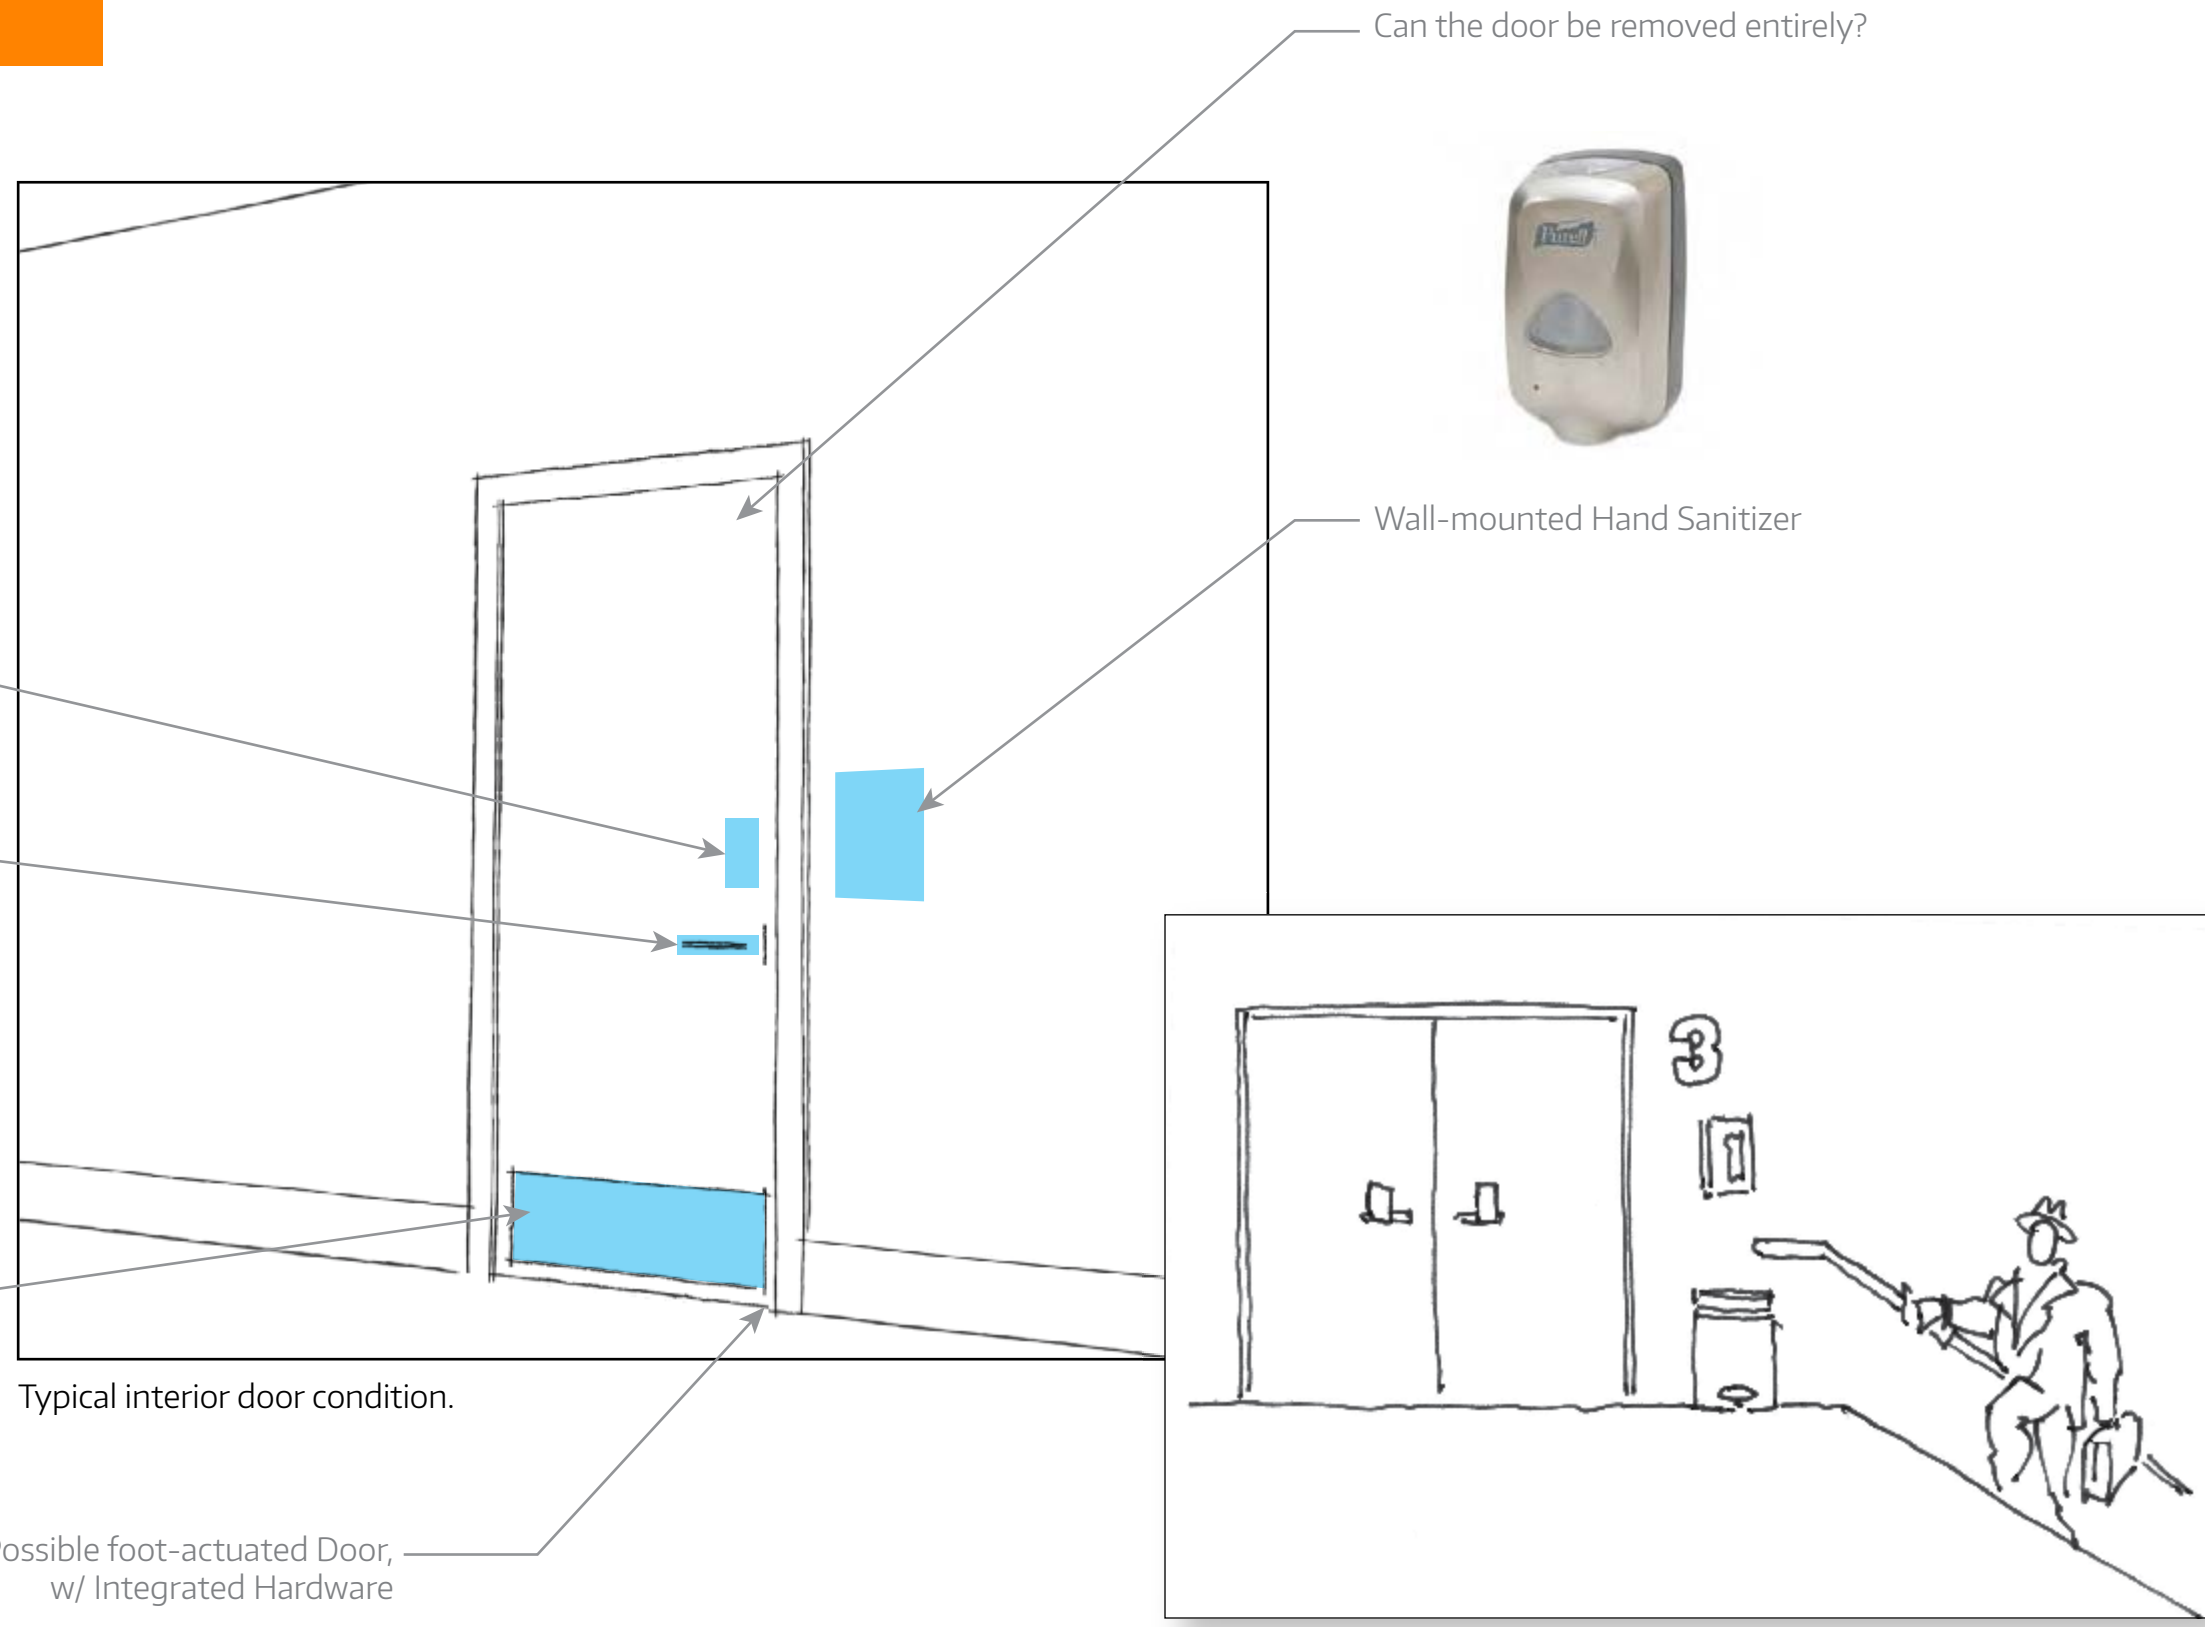 Can the door be removed entirely?
Purell
Wall-mounted Hand Sanitizer
3
Typical interior door condition.
Possible foot-actuated Door,
w/ Integrated Hardware